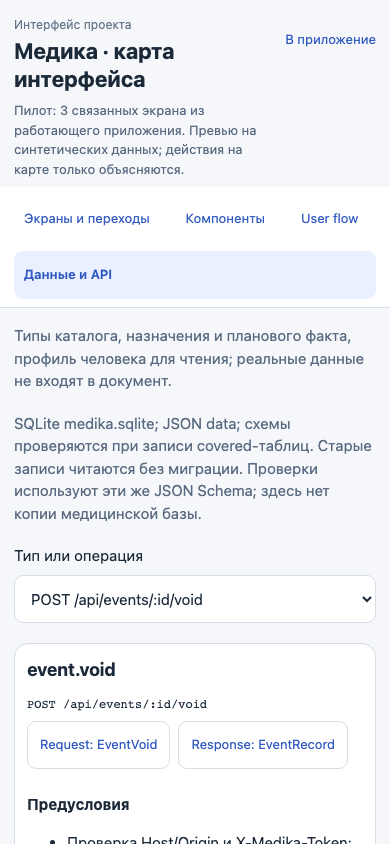 Интерфейс проекта
Медика · карта
интерфейса
В приложение
Пилот: 3 связанных экрана из
работающего приложения. Превью на
синтетических данных; действия на
карте только объясняются.
Экраны и переходы
Компоненты
User flow
Данные и API
Типы каталога, назначения и планового факта,
профиль человека для чтения; реальные данные
не входят в документ.
SQLite medika.sqlite; JSON data; схемы
проверяются при записи covered-таблиц. Старые
записи читаются без миграции. Проверки
используют эти же JSON Schema; здесь нет
копии медицинской базы.
Тип или операция
POST /api/events/:id/void
event.void
POST /api/events/:id/void
Request: EventVoid
Response: EventRecord
Предусловия
• Проверка Host/Origin и X-Medika-Token;